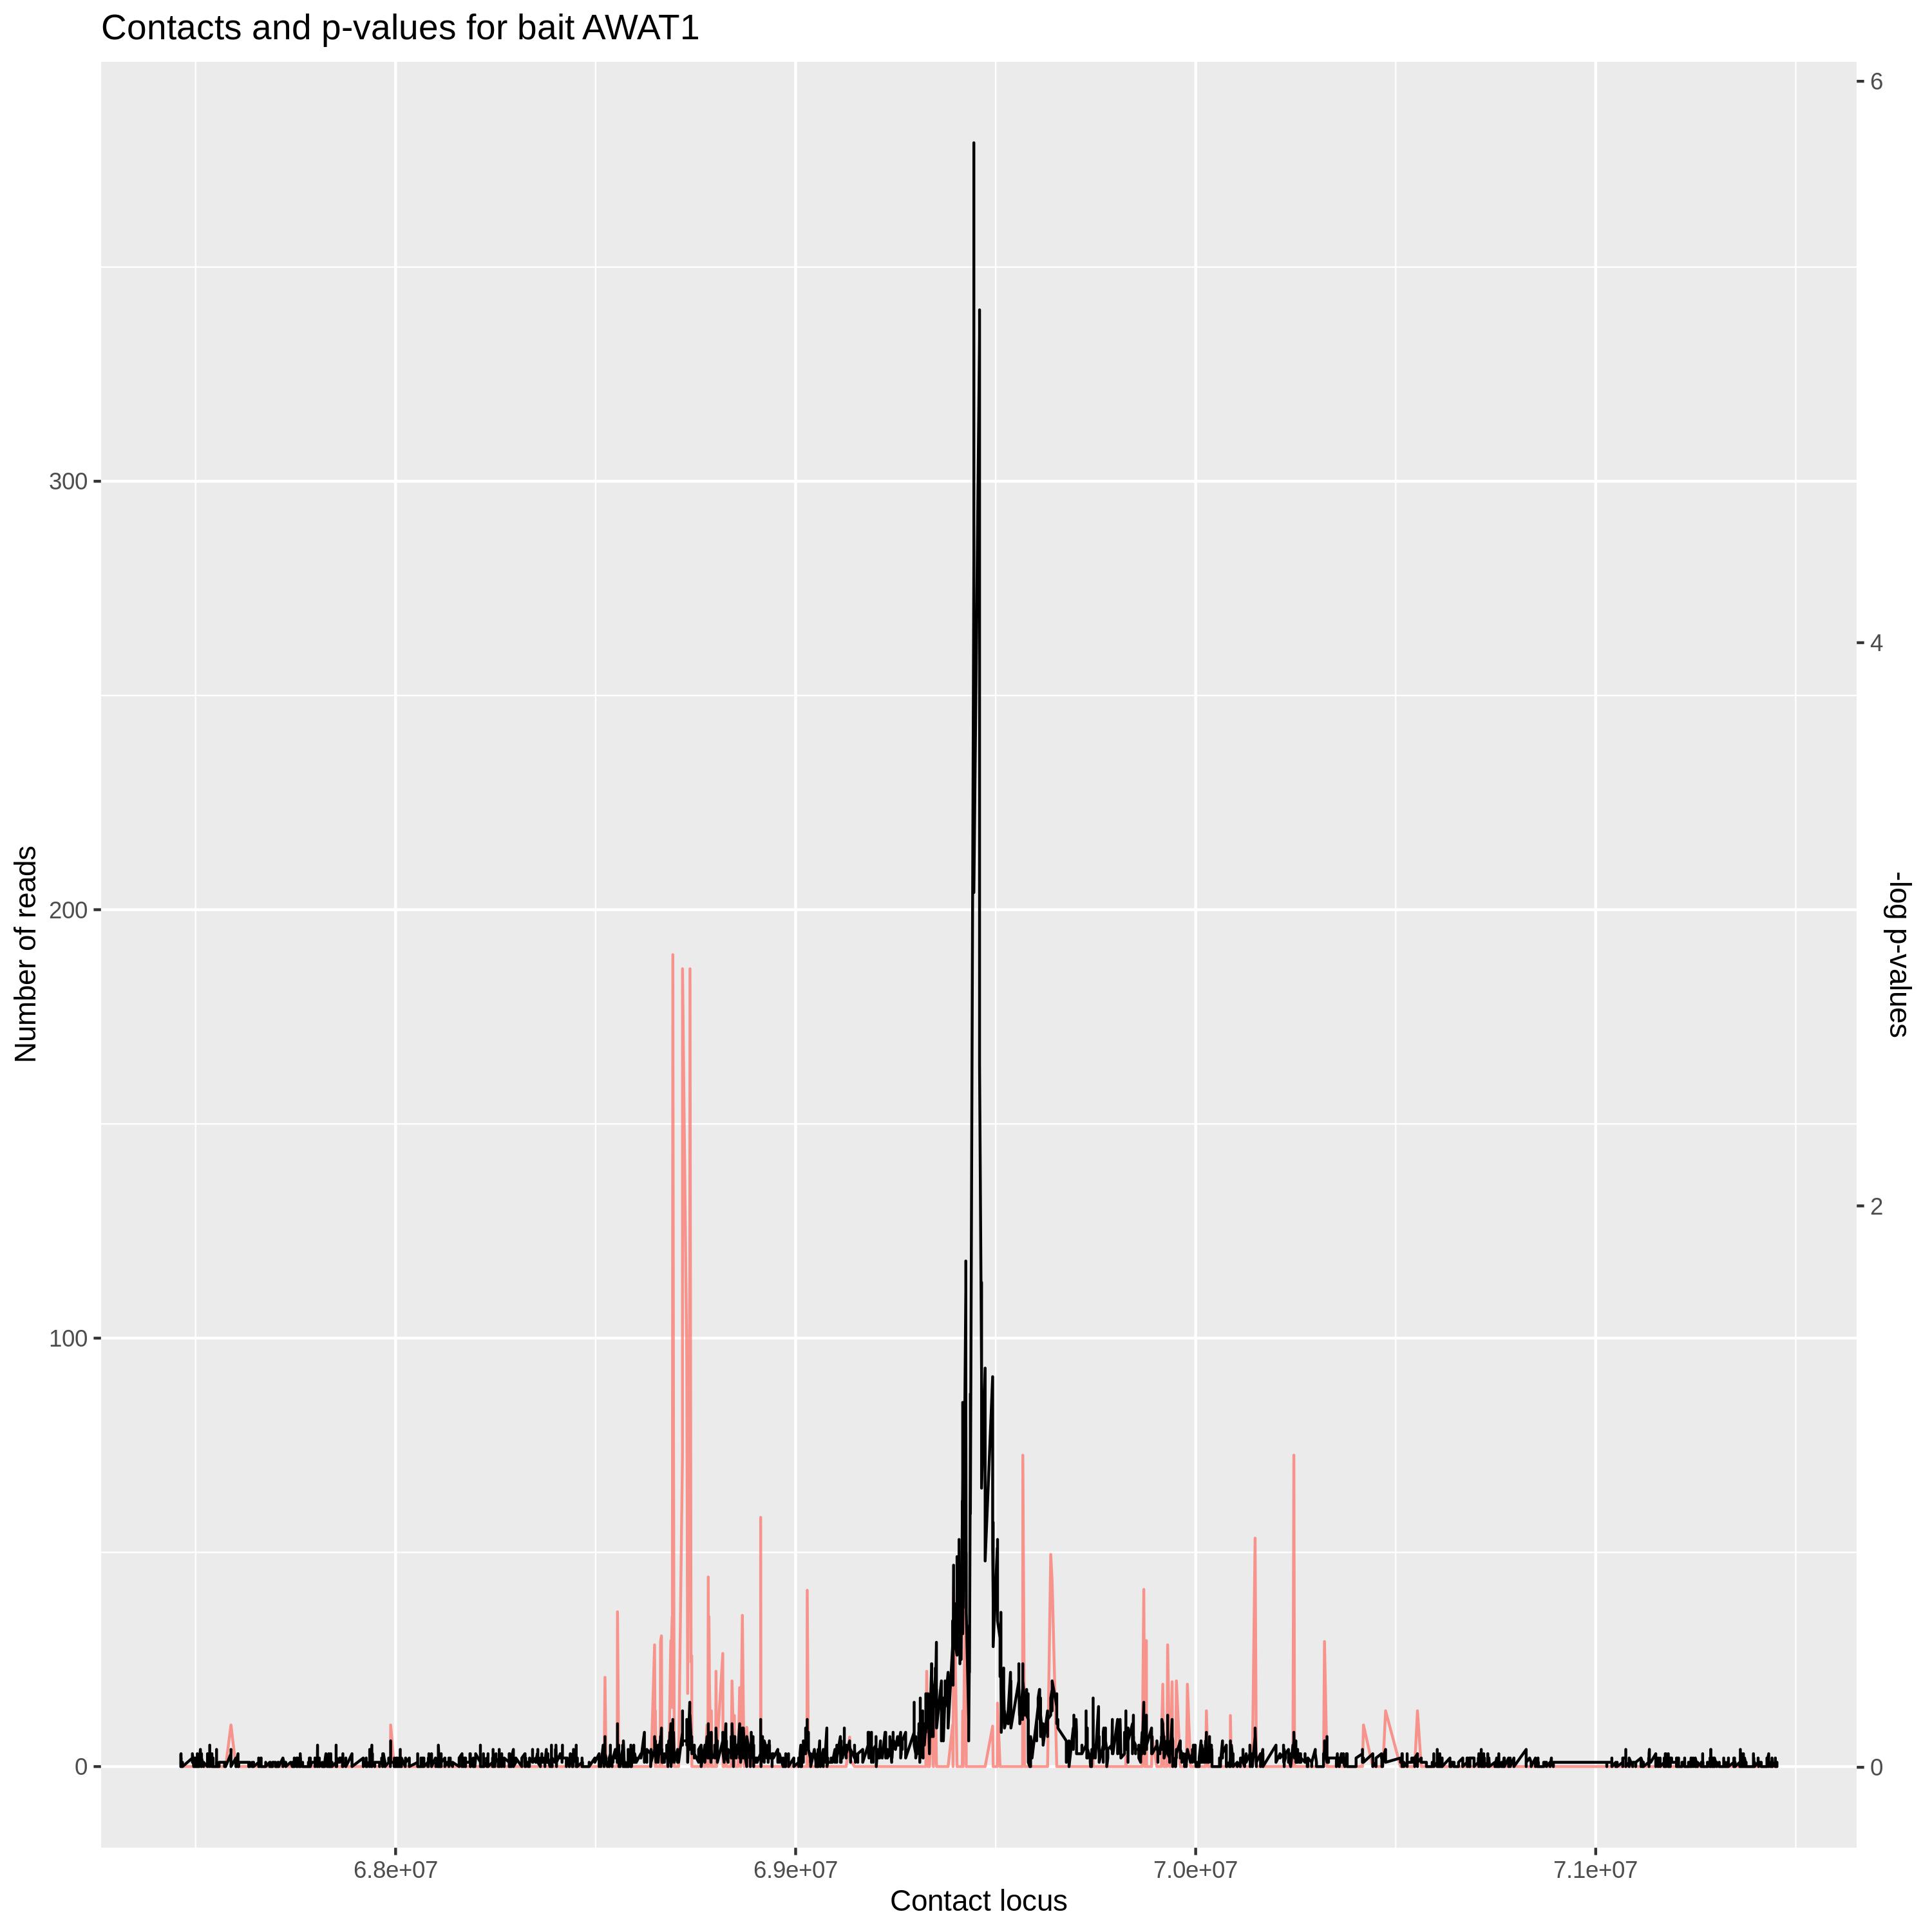 Contacts and p-values for bait AWAT1
6
300
4
200
2
100
0
0
Number of reads
-log p-values
6.8e+07
6.9e+07
7.0e+07
7.1e+07
Contact locus